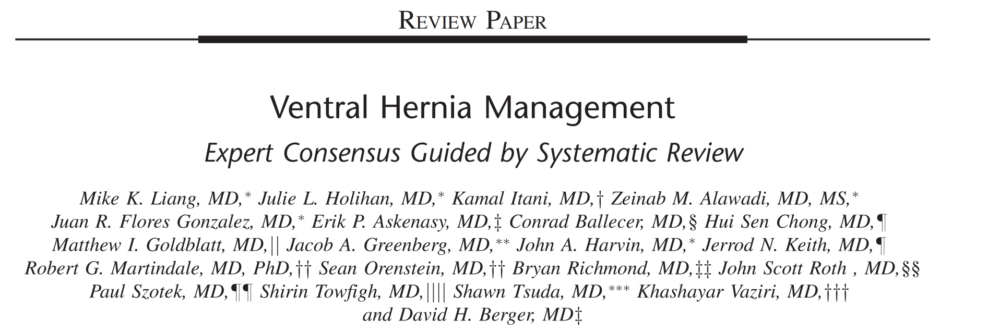 REVIEW PAPER
Ventral Hernia Management
Expert Consensus Guided by Systematic Review
Mike K. Liang, MD,* Julie L. Holihan, MD,* Kamal Itani, MD,† Zeinab M. Alawadi, MD, MS,*
Juan R. Flores Gonzalez, MD,* Erik P. Askenasy, MD,‡ Conrad Ballecer, MD,§ Hui Sen Chong, MD,¶
Matthew I. Goldblatt, MD,|| Jacob A. Greenberg, MD,** John A. Harvin, MD,* Jerrod N. Keith, MD,¶
Robert G. Martindale, MD, PhD,†† Sean Orenstein, MD,†† Bryan Richmond, MD,‡‡ John Scott Roth , MD,§§
Paul Szotek, MD,¶¶ Shirin Towfigh, MD,|||| Shawn Tsuda, MD,*** Khashayar Vaziri, MD,†††
and David H. Berger, MD‡